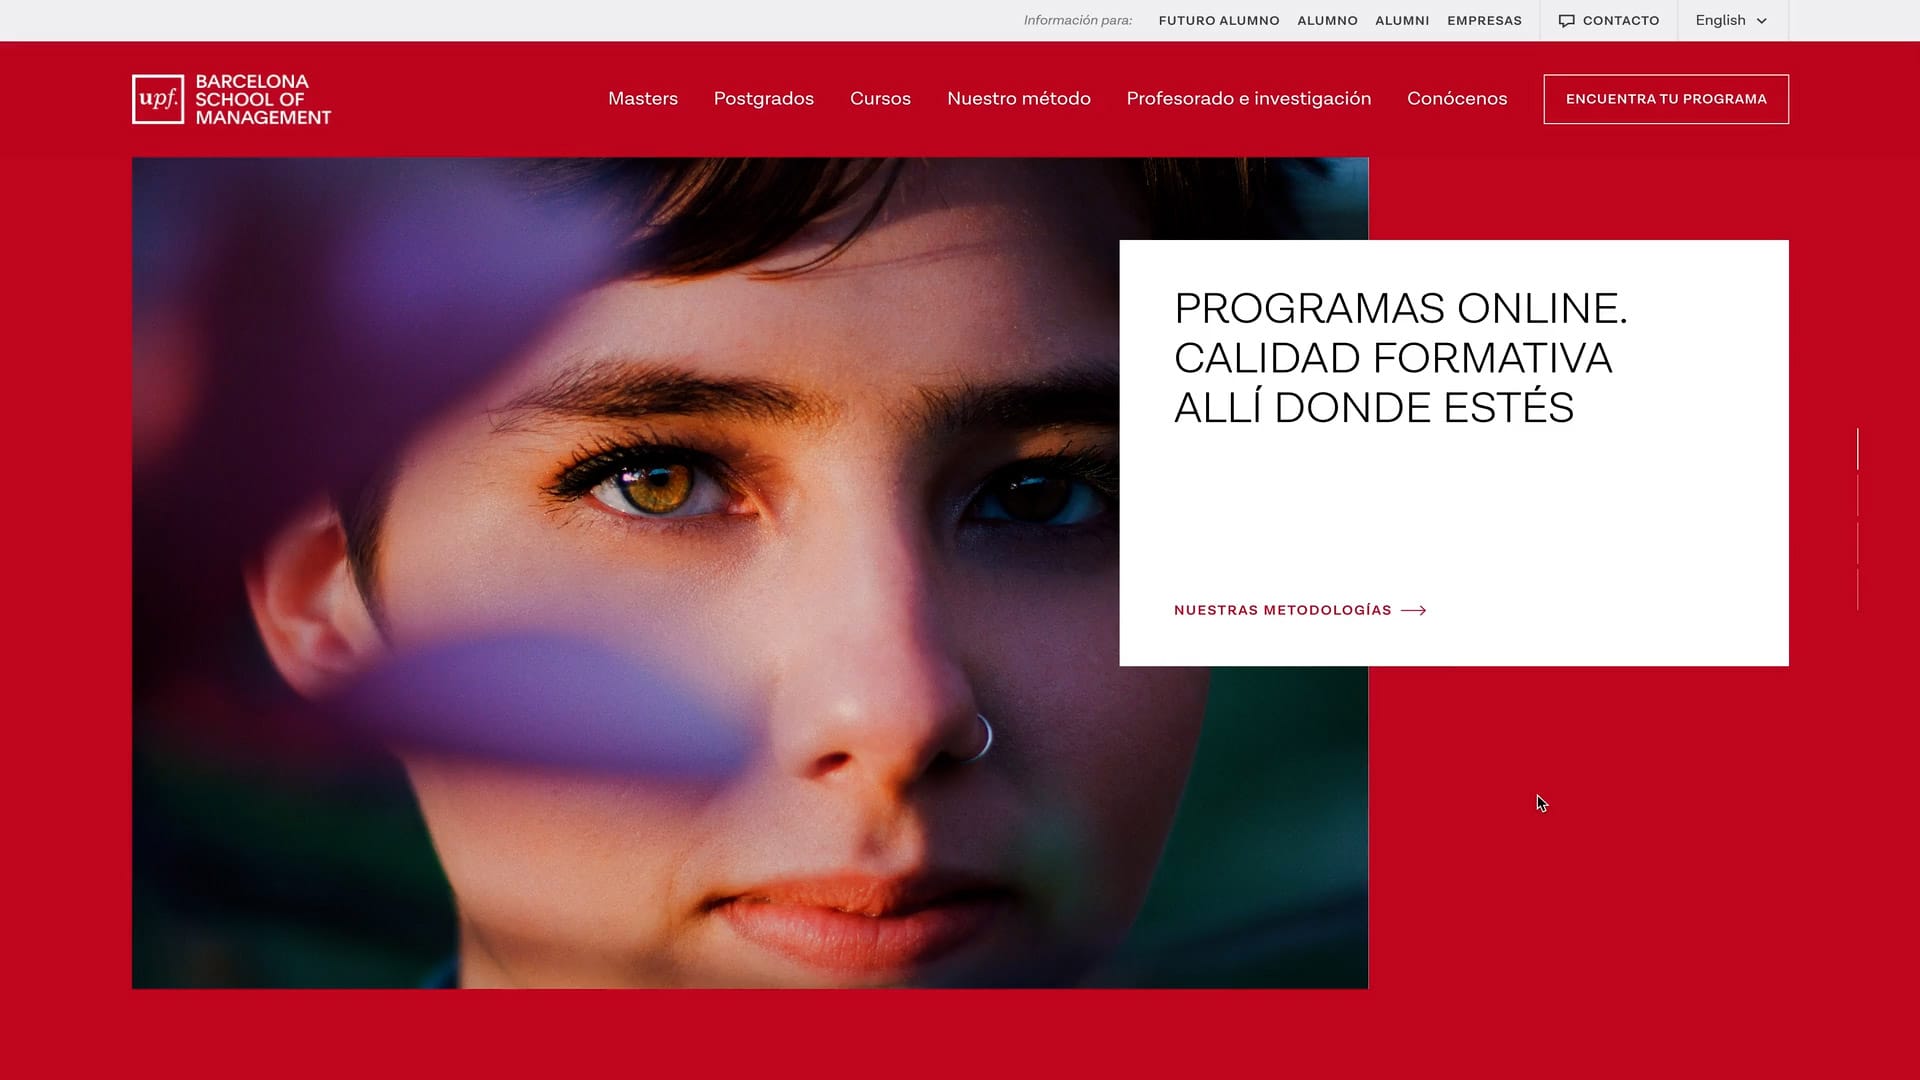 Información para:
FUTURO ALUMNO
ALUMNO
ALUMNI
EMPRESAS
CONTACTO
English
upf.
BARCELONA
SCHOOL OF
MANAGEMENT
Masters
Postgrados
Cursos
Nuestro método
Profesorado e investigación
Conócenos
ENCUENTRA TU PROGRAMA
PROGRAMAS ONLINE.
CALIDAD FORMATIVA
ALLÍ DONDE ESTÉS
NUESTRAS METODOLOGÍAS